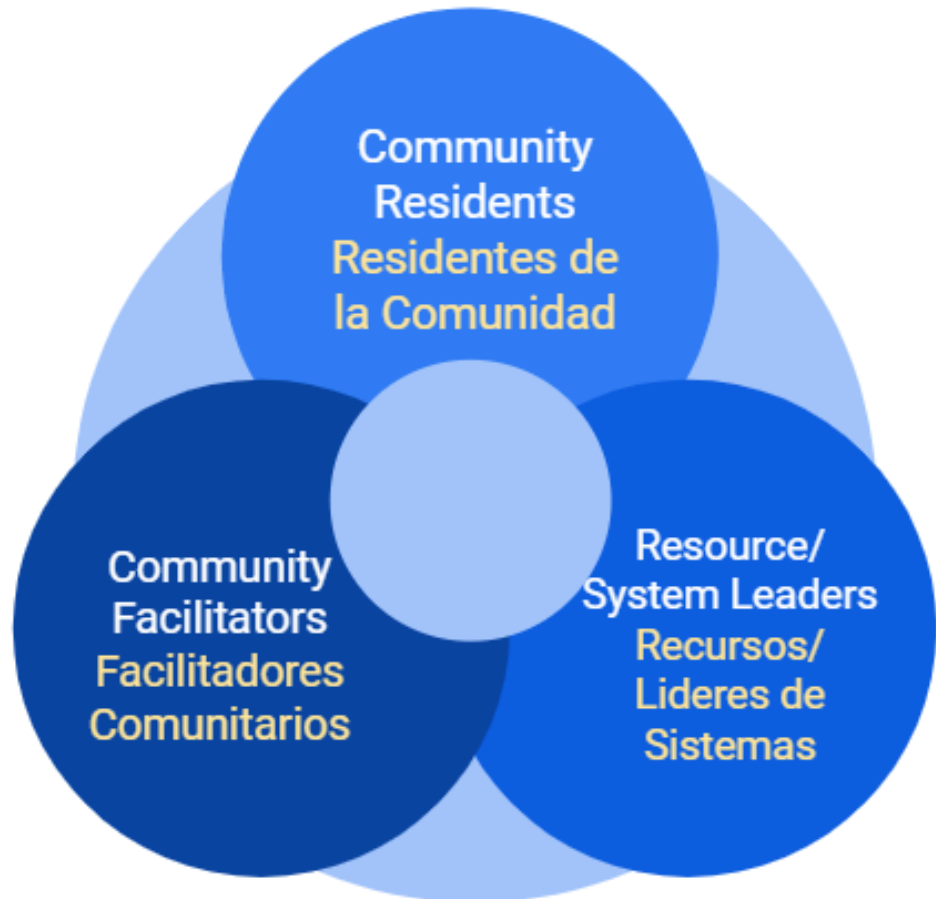 Community
Residents
Residentes de
la Comunidad
Community
Facilitators
Facilitadores
Comunitarios
Resource/
System Leaders
Recursos/
Lideres de
Sistemas